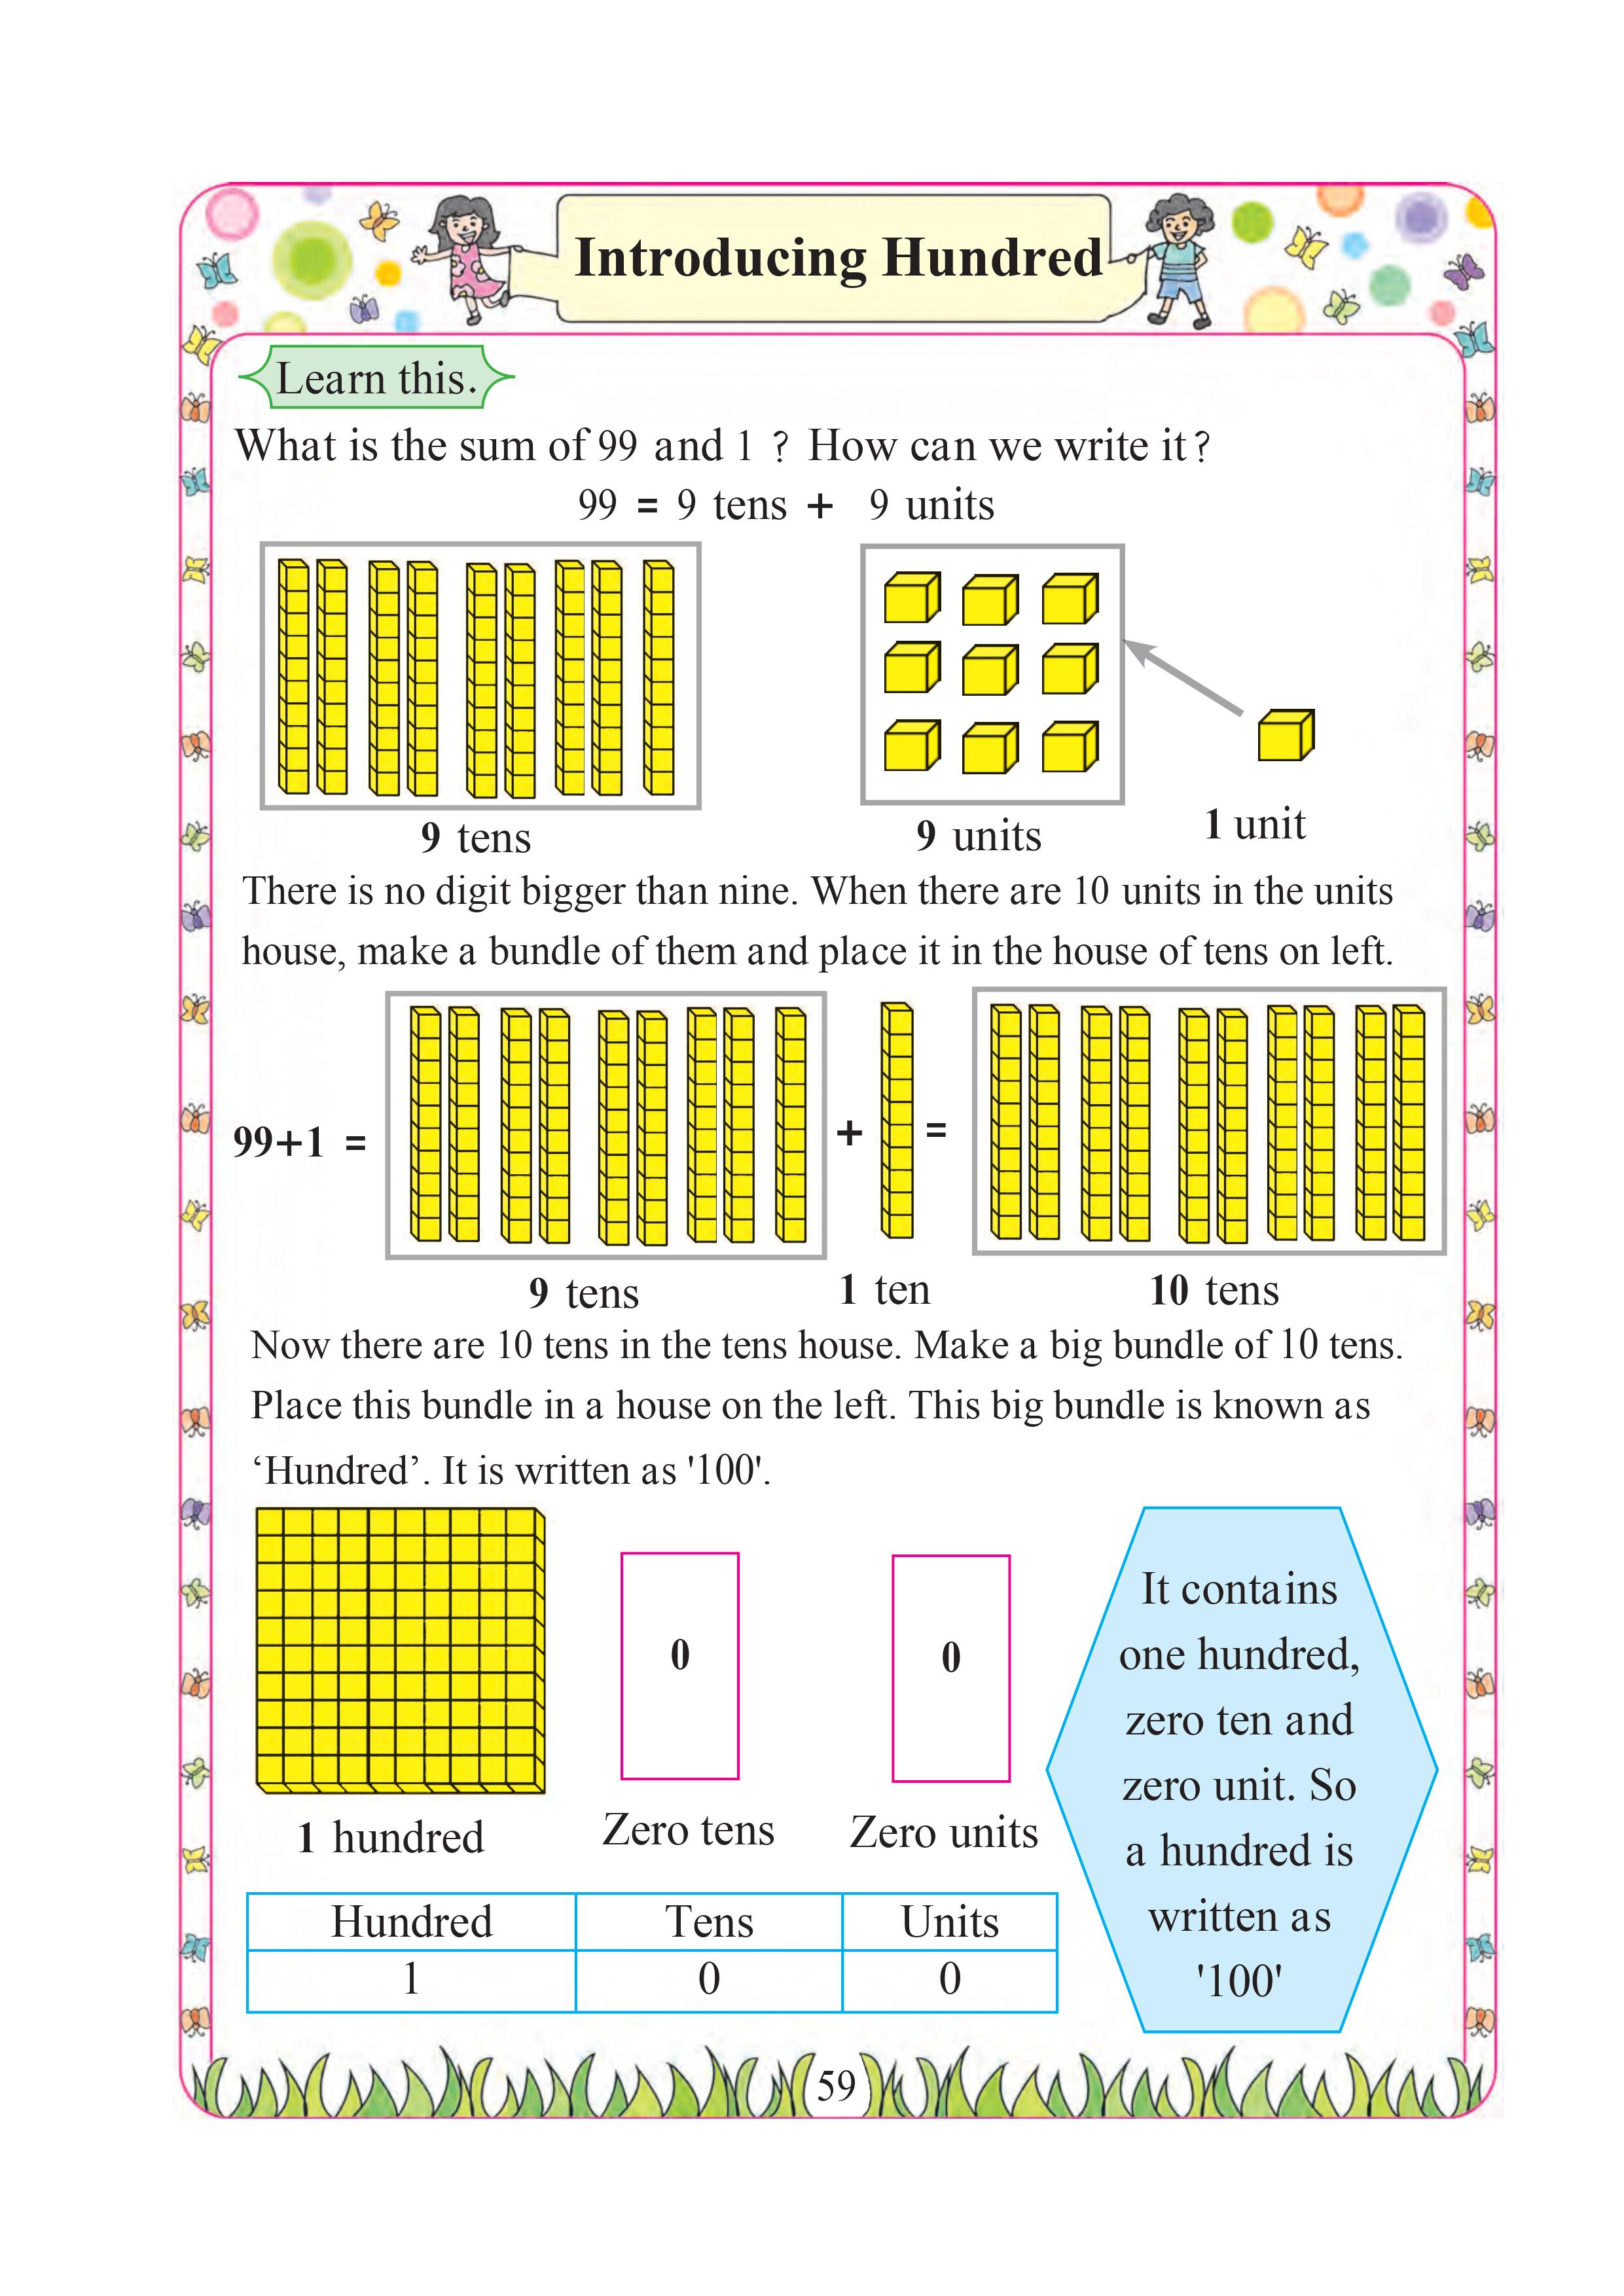 Introducing Hundred
Learn this.
What is the sum of 99 and 1 ? How can we write it?
99 = 9 tens + 9 units
9 tens
9 units
1 unit
There is no digit bigger than nine. When there are 10 units in the units
house, make a bundle of them and place it in the house of tens on left.
99+1 =
+
=
9 tens
1 ten
10 tens
Now there are 10 tens in the tens house. Make a big bundle of 10 tens.
Place this bundle in a house on the left. This big bundle is known as
‘Hundred’. It is written as '100'.
0
0
1 hundred
Zero tens
Zero units
Hundred Tens Units
1 0 0
It contains
one hundred,
zero ten and
zero unit. So
a hundred is
written as
'100'
59